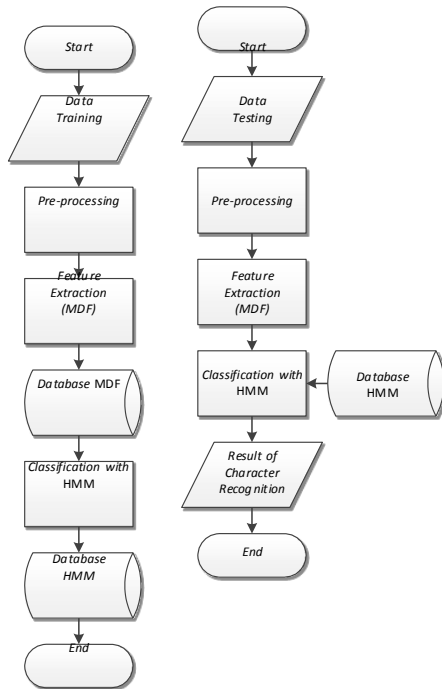 Start
Data
Training
Pre-processing
Feature
Extraction
(MDF)
Database MDF
Classification with
HMM
Database
HMM
End
Start
Data
Testing
Pre-processing
Feature
Extraction
(MDF)
Classification with
HMM
Database
HMM
Result of
Character
Recognition
End